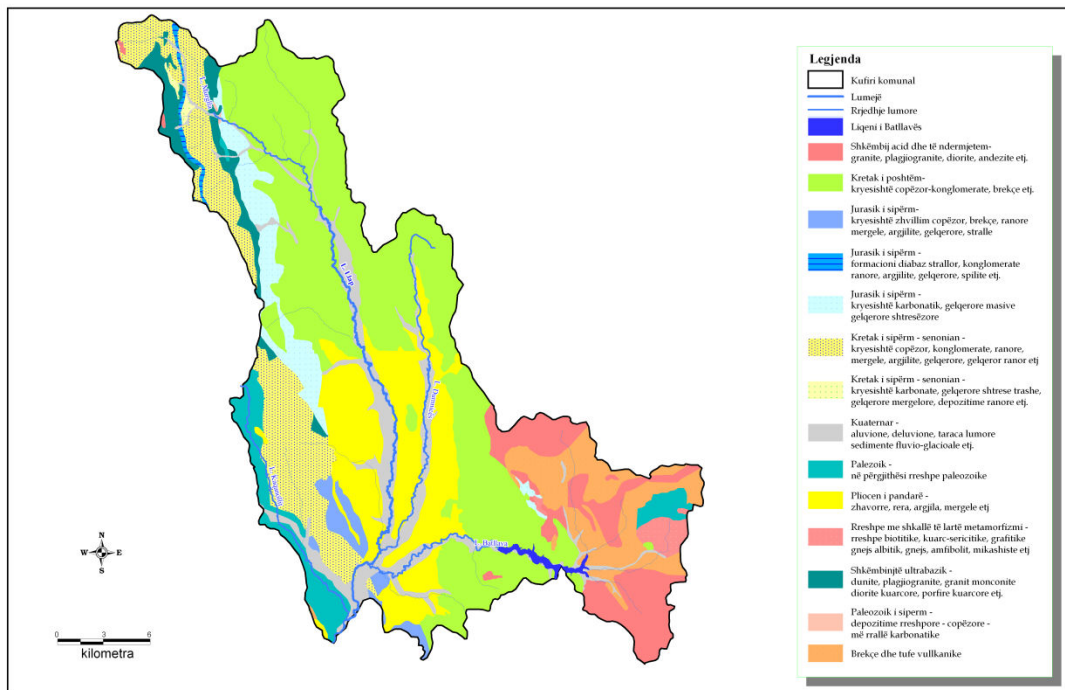 Legjenda
Kufiri komunal
Lumejë
Rrjedhje lumore
Liqeni i Batllavës
Shkëmbij acid dhe të ndermjetem-
granite, plagjiogranite, diorite, andezite etj.
Kretak i poshtëm-
kryesishtë copëzor-konglomerate, brekçe etj.
Jurasik i sipërm-
kryesishtë zhvillim copëzor, brekçe, ranore
mergele, argjilite, gelqerore, stralle
Jurasik i sipërm -
formacioni diabaz strallor, konglomerate
ranore, argjilite, gelqerore, spilite etj.
Jurasik i sipërm -
kryesishtë karbonatik, gelqerore masive
gelqerore shtresëzore
Kretak i sipërm - senonian -
kryesishtë copëzor, konglomerate, ranore,
mergele, argjilite, gelqerore, gelqeror ranor etj
Kretak i sipërm - senonian -
kryesishtë karbonate, gelqerore shtrese trashe,
gelqerore mergelore, depozitime ranore etj.
Kuaternar -
aluvione, deluvione, taraca lumore
sedimente fluvio-glacioale etj.
Palezoik -
në përgjithësi rreshpe paleozoike
Pliocen i pandarë -
zhavorre, rera, argjila, mergele etj
Rreshpe me shkallë të lartë metamorfizmi -
rreshpe biotitike, kuarc-sericitike, grafitike
gnejs albitik, gnejs, amfibolit, mikashiste etj
Shkëmbinjtë ultrabazik -
dunite, plagjiogranite, granit monconite
diorite kuarcore, porfire kuarcore etj.
Paleozoik i siperm -
depozitime rreshpore - copëzore -
më rrallë karbonatike
Brekçe dhe tufe vullkanike
L. Llap
N
W E
S
0 3 6
kilometra